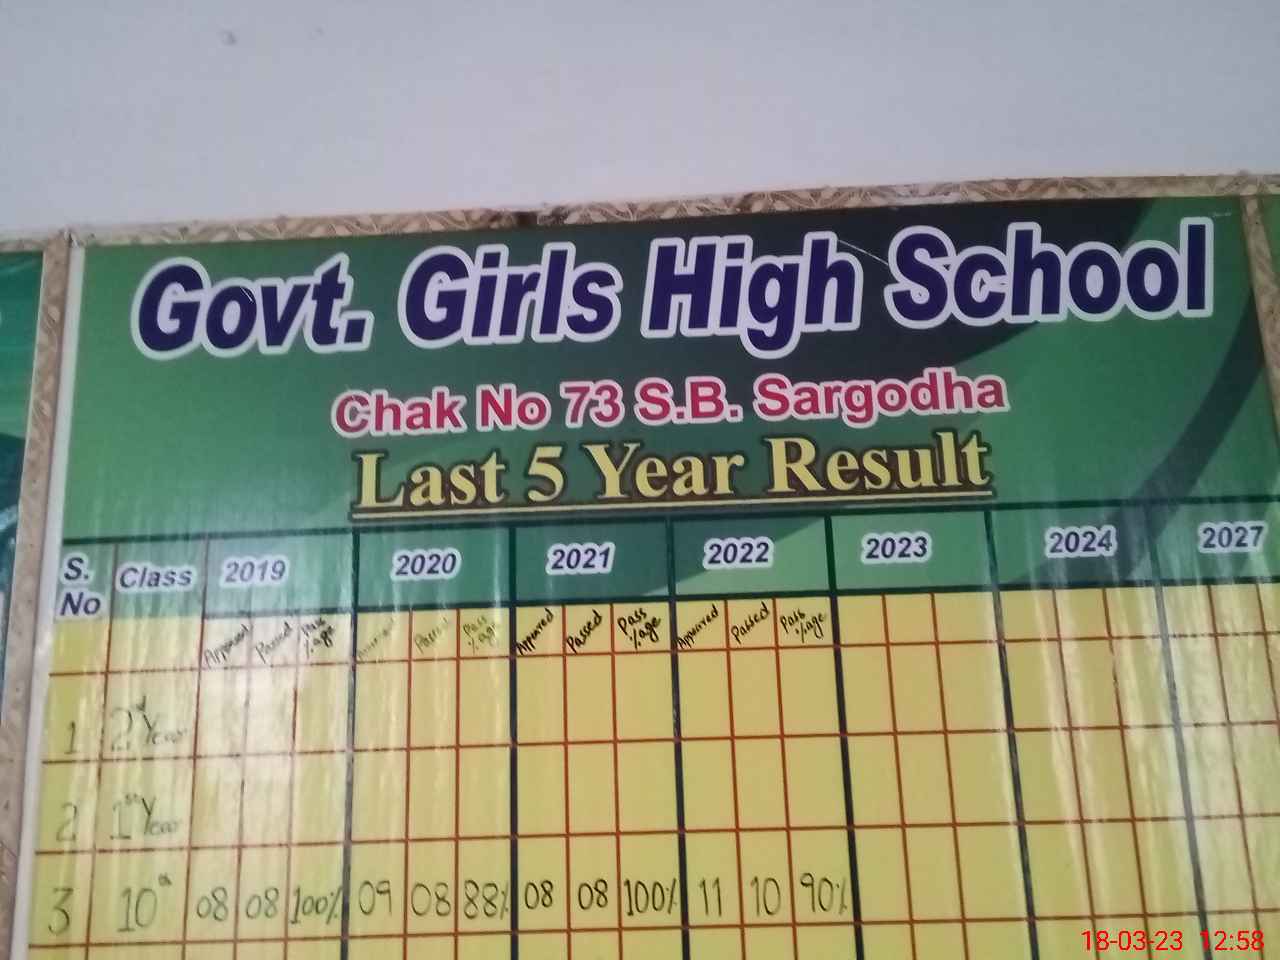 Govt. Girls High School
Chak No 73 S.B. Sargodha
Last 5 Year Result
S. No Class 2019 2020 2021 2022 2023 2024 2027
Appeared Passed Pass %age Passed Pass %age Appeared Passed Pass %age Appeared Passed Pass %age
1 2nd Year
2 1st Year
3 10th 08 08 100% 09 08 88% 08 08 100% 11 10 90%
18-03-23 12:58